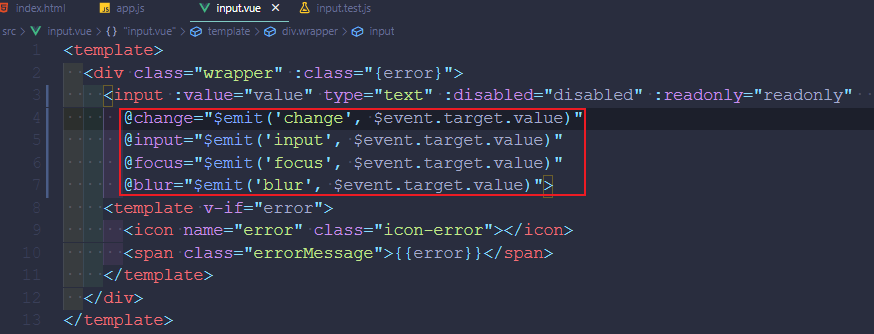 index.html app.js input.vue × input.test.js
src > input.vue > {} "input.vue" > template > div.wrapper > input
1 <template>
2 <div class="wrapper" :class="{error}">
3 <input :value="value" type="text" :disabled="disabled" :readonly="readonly"
4 @change="$emit('change', $event.target.value)"
5 @input="$emit('input', $event.target.value)"
6 @focus="$emit('focus', $event.target.value)"
7 @blur="$emit('blur', $event.target.value)">
8 <template v-if="error">
9 <icon name="error" class="icon-error"></icon>
10 <span class="errorMessage">{{error}}</span>
11 </template>
12 </div>
13 </template>